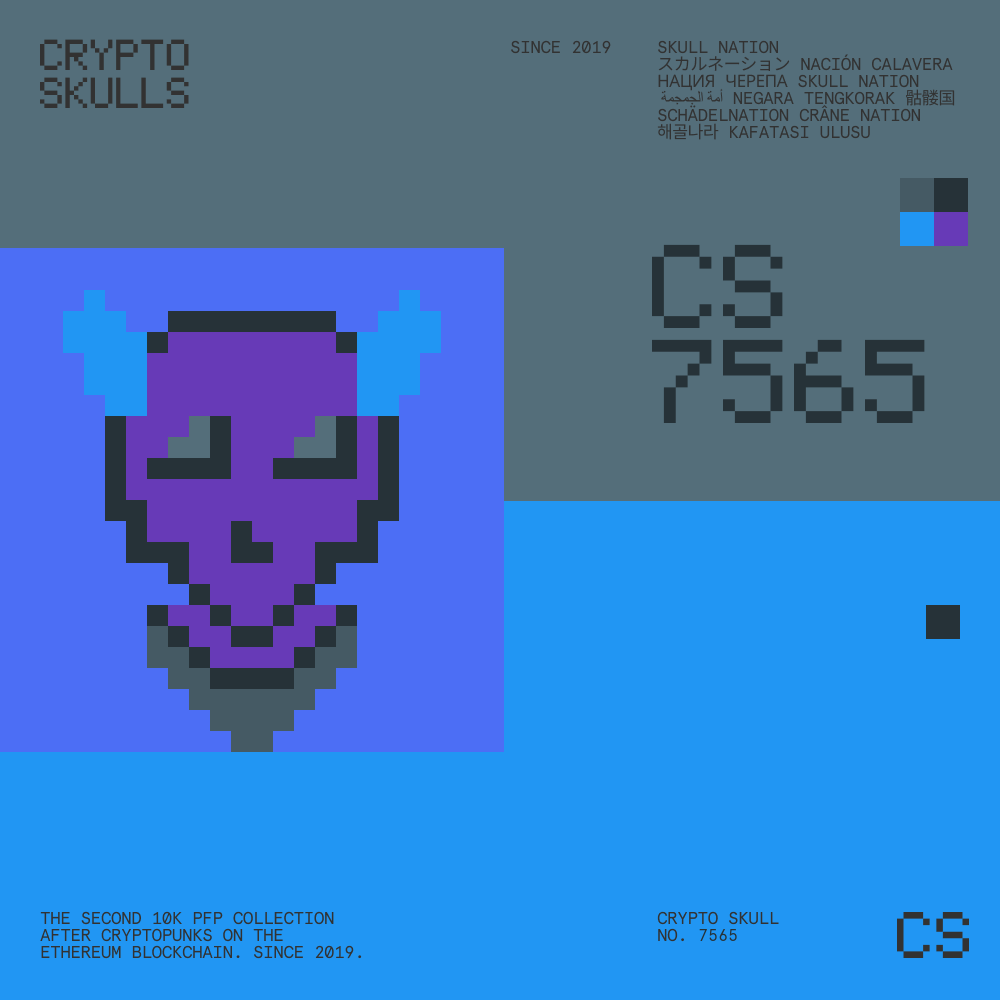 CRYPTO
SKULLS
SINCE 2019
SKULL NATION
スカルネーション NACIÓN CALAVERA
НАЦИЯ ЧЕРЕПА SKULL NATION
أمة الجمجمة NEGARA TENGKORAK 骷髅国
SCHÄDELNATION CRÂNE NATION
해골나라 KAFATASI ULUSU
CS
7565
THE SECOND 10K PFP COLLECTION
AFTER CRYPTOPUNKS ON THE
ETHEREUM BLOCKCHAIN. SINCE 2019.
CRYPTO SKULL
NO. 7565
CS